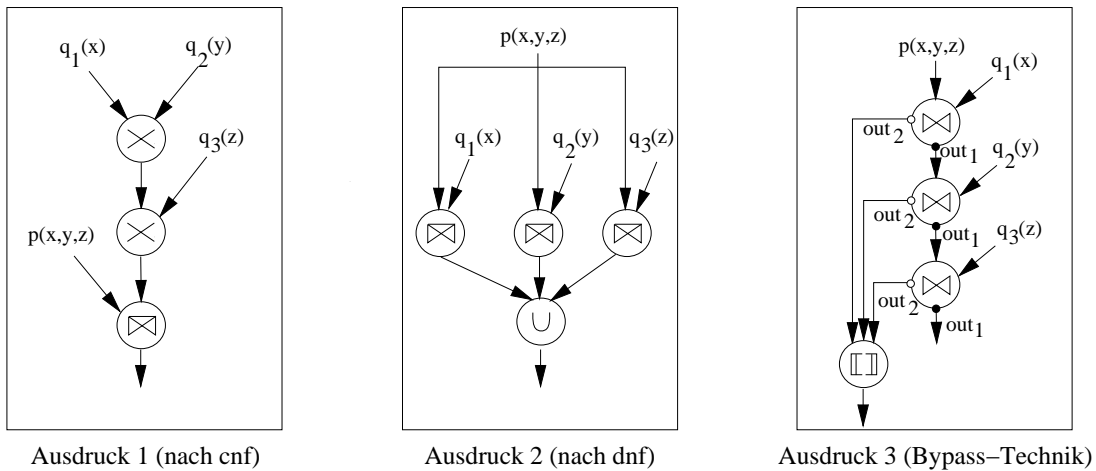 q1(x)
q2(y)
q3(z)
p(x,y,z)
Ausdruck 1 (nach cnf)
p(x,y,z)
q1(x)
q2(y)
q3(z)
Ausdruck 2 (nach dnf)
p(x,y,z)
q1(x)
out2
out1
q2(y)
out2
out1
q3(z)
out2
out1
Ausdruck 3 (Bypass−Technik)